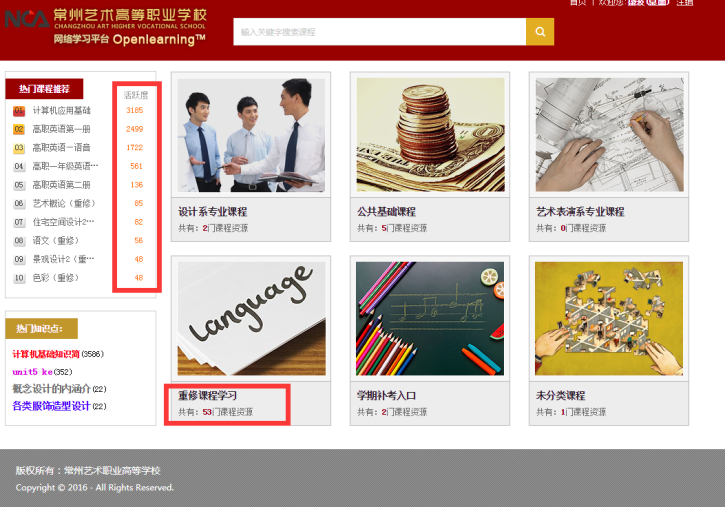 NCA 常州艺术高等职业学校
CHANGZHOU ART HIGHER VOCATIONAL SCHOOL
网络学习平台 Openlearning™
首页 | 欢迎您:
注销
输入关键字搜索课程
热门课程推荐 活跃度
01 计算机应用基础 3185
02 高职英语第一册 2499
03 高职英语一语音 1722
04 高职一年级英语… 561
05 高职英语第二册 136
06 艺术概论（重修） 85
07 住宅空间设计2… 82
08 语文（重修） 56
09 景观设计2（重… 48
10 色彩（重修） 48
热门知识点：
计算机基础知识简(3586)
unit5 ke(352)
概念设计的内涵介(22)
各类服饰造型设计(22)
设计系专业课程
共有：2门课程资源
公共基础课程
共有：5门课程资源
艺术表演系专业课程
共有：0门课程资源
language
重修课程学习
共有：53门课程资源
学期补考入口
共有：2门课程资源
未分类课程
共有：1门课程资源
版权所有：常州艺术职业高等学校
Copyright © 2016 - All Rights Reserved.